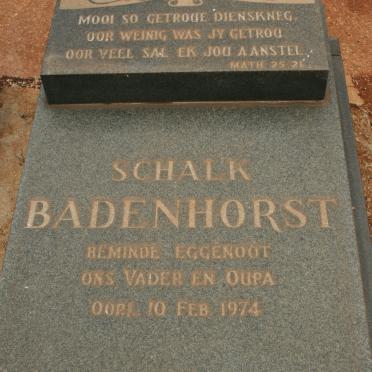 MOOI SO GETROUE DIENSKNEG.
OOR WEINIG WAS JY GETROU
OOR VEEL SAL EK JOU AANSTEL.
MATH. 25.21.
SCHALK
BADENHORST
BEMINDE EGGENOOT
ONS VADER EN OUPA
OORL. 10 FEB. 1974